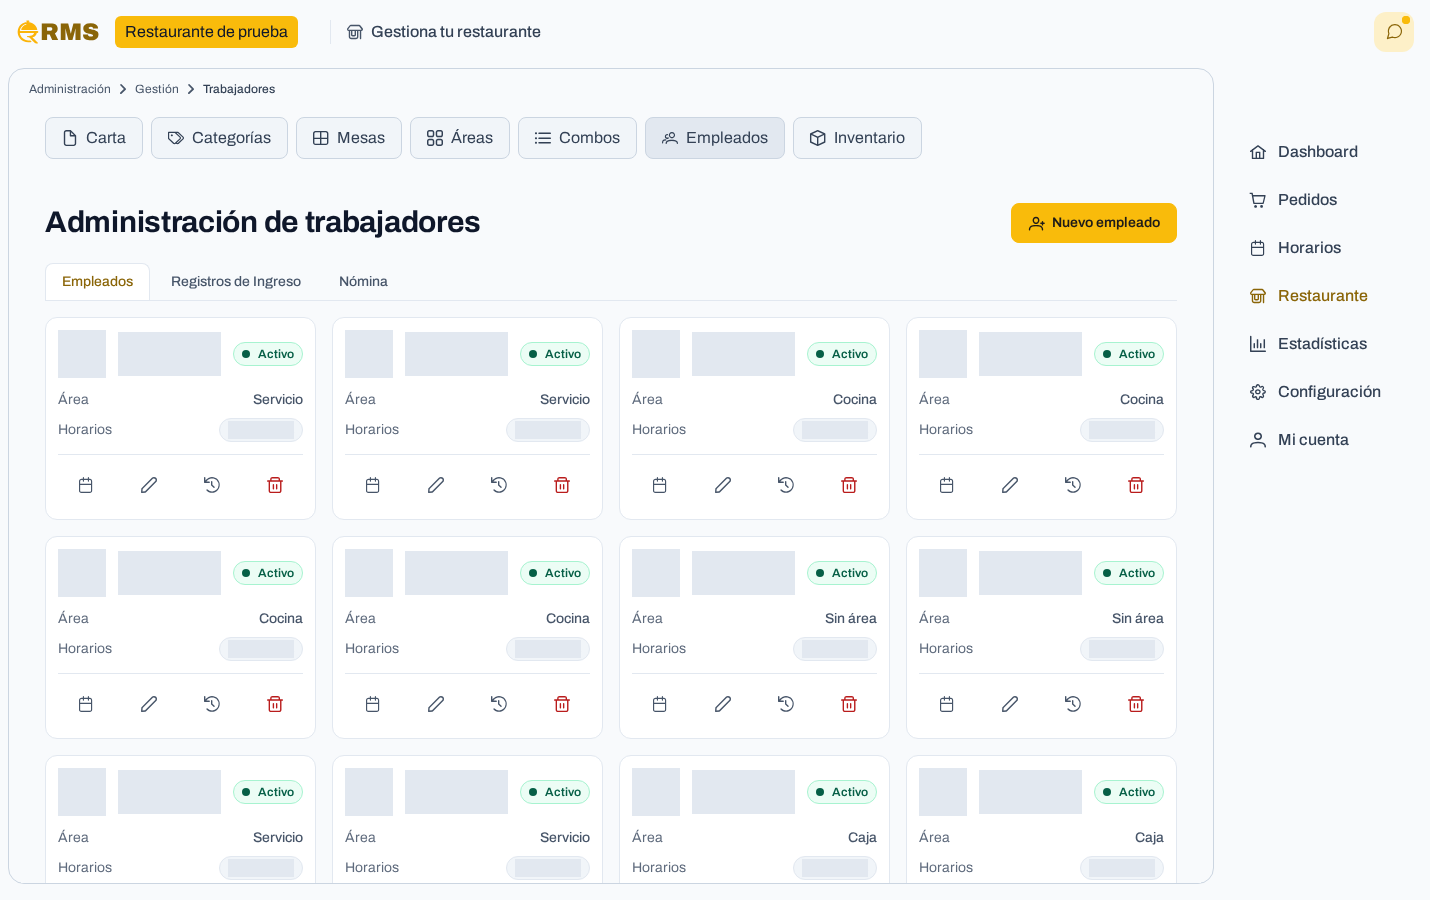 RMS
Restaurante de prueba
Gestiona tu restaurante
Administración
Gestión
Trabajadores
Carta
Categorías
Mesas
Áreas
Combos
Empleados
Inventario
Administración de trabajadores
Nuevo empleado
Empleados
Registros de Ingreso
Nómina
Activo
Área
Servicio
Horarios
Activo
Área
Servicio
Horarios
Activo
Área
Cocina
Horarios
Activo
Área
Cocina
Horarios
Activo
Área
Cocina
Horarios
Activo
Área
Cocina
Horarios
Activo
Área
Sin área
Horarios
Activo
Área
Sin área
Horarios
Activo
Área
Servicio
Horarios
Activo
Área
Servicio
Horarios
Activo
Área
Caja
Horarios
Activo
Área
Caja
Horarios
Dashboard
Pedidos
Horarios
Restaurante
Estadísticas
Configuración
Mi cuenta